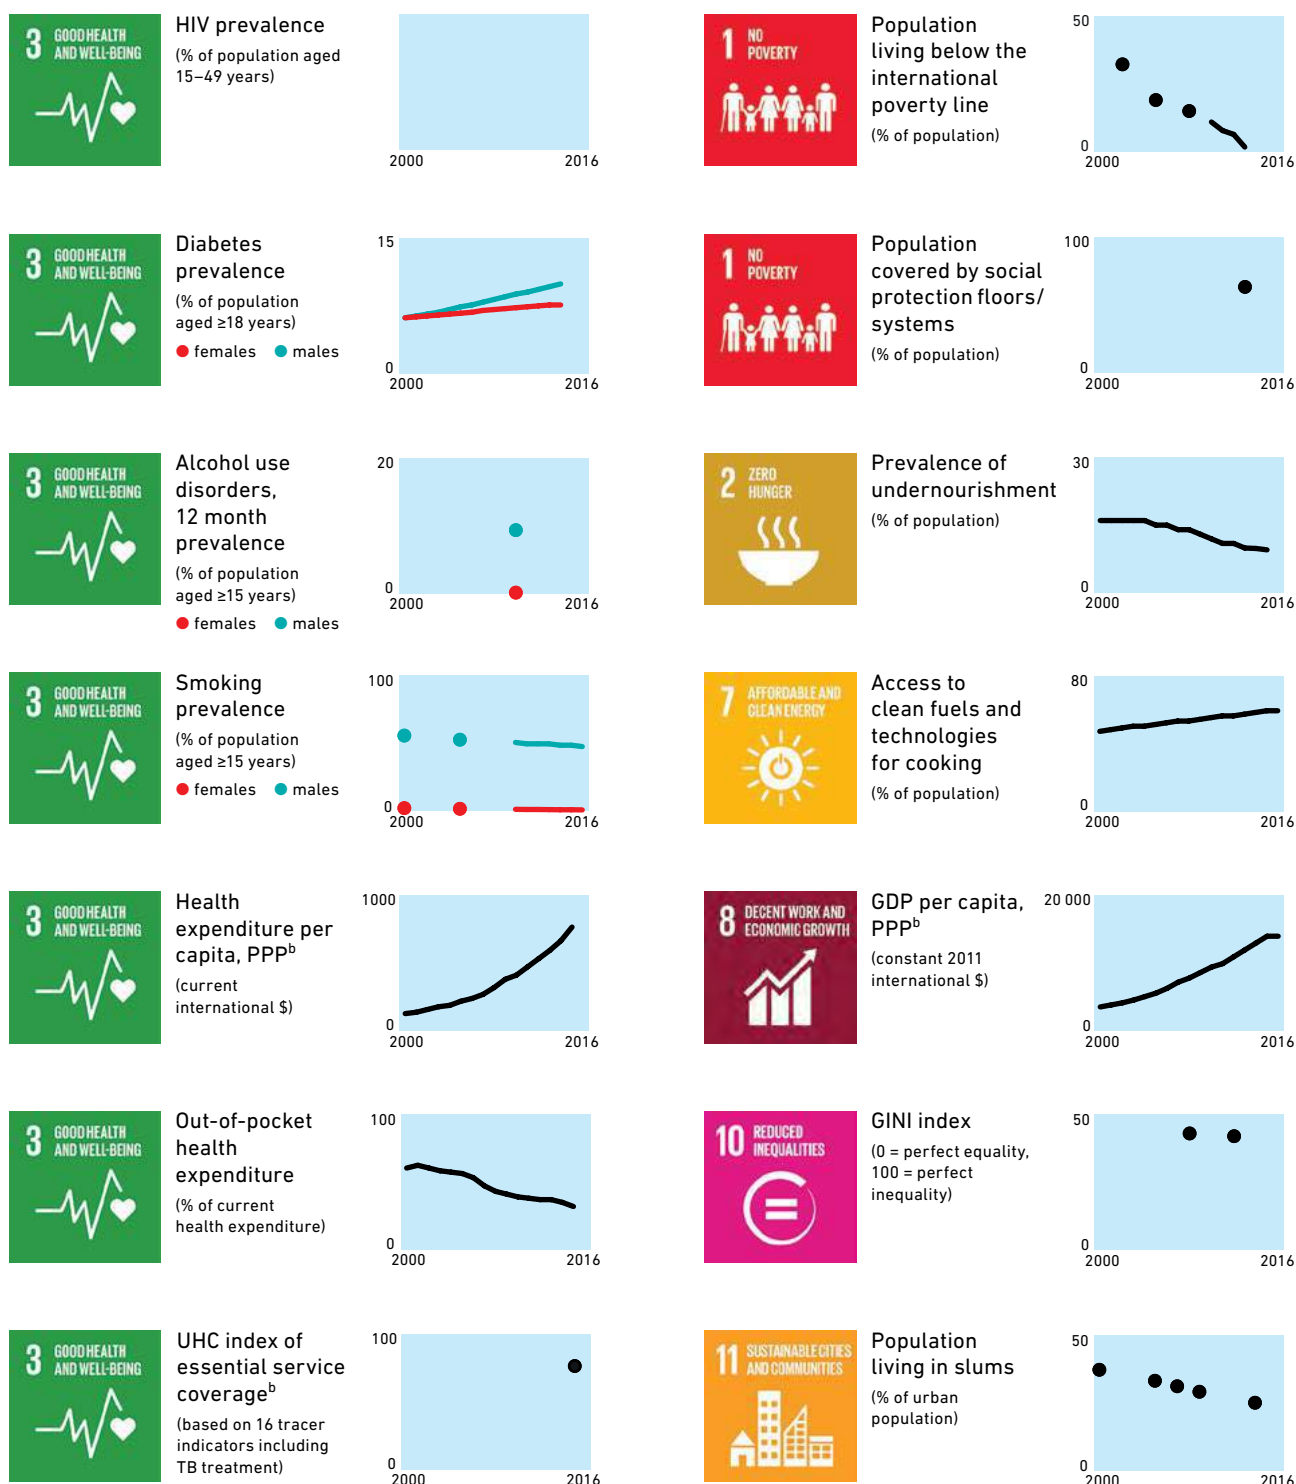 3 GOOD HEALTH
AND WELL-BEING
HIV prevalence
(% of population aged
15–49 years)
2000 2016
3 GOOD HEALTH
AND WELL-BEING
Diabetes
prevalence
(% of population
aged ≥18 years)
females males
15
0
2000 2016
3 GOOD HEALTH
AND WELL-BEING
Alcohol use
disorders,
12 month
prevalence
(% of population
aged ≥15 years)
females males
20
0
2000 2016
3 GOOD HEALTH
AND WELL-BEING
Smoking
prevalence
(% of population
aged ≥15 years)
females males
100
0
2000 2016
3 GOOD HEALTH
AND WELL-BEING
Health
expenditure per
capita, PPPᵇ
(current
international $)
1000
0
2000 2016
3 GOOD HEALTH
AND WELL-BEING
Out-of-pocket
health
expenditure
(% of current
health expenditure)
100
0
2000 2016
3 GOOD HEALTH
AND WELL-BEING
UHC index of
essential service
coverageᵇ
(based on 16 tracer
indicators including
TB treatment)
100
0
2000 2016
1 NO
POVERTY
Population
living below the
international
poverty line
(% of population)
50
0
2000 2016
1 NO
POVERTY
Population
covered by social
protection floors/
systems
(% of population)
100
0
2000 2016
2 ZERO
HUNGER
Prevalence of
undernourishment
(% of population)
30
0
2000 2016
7 AFFORDABLE AND
CLEAN ENERGY
Access to
clean fuels and
technologies
for cooking
(% of population)
80
0
2000 2016
8 DECENT WORK AND
ECONOMIC GROWTH
GDP per capita,
PPPᵇ
(constant 2011
international $)
20 000
0
2000 2016
10 REDUCED
INEQUALITIES
GINI index
(0 = perfect equality,
100 = perfect
inequality)
50
0
2000 2016
11 SUSTAINABLE CITIES
AND COMMUNITIES
Population
living in slums
(% of urban
population)
50
0
2000 2016